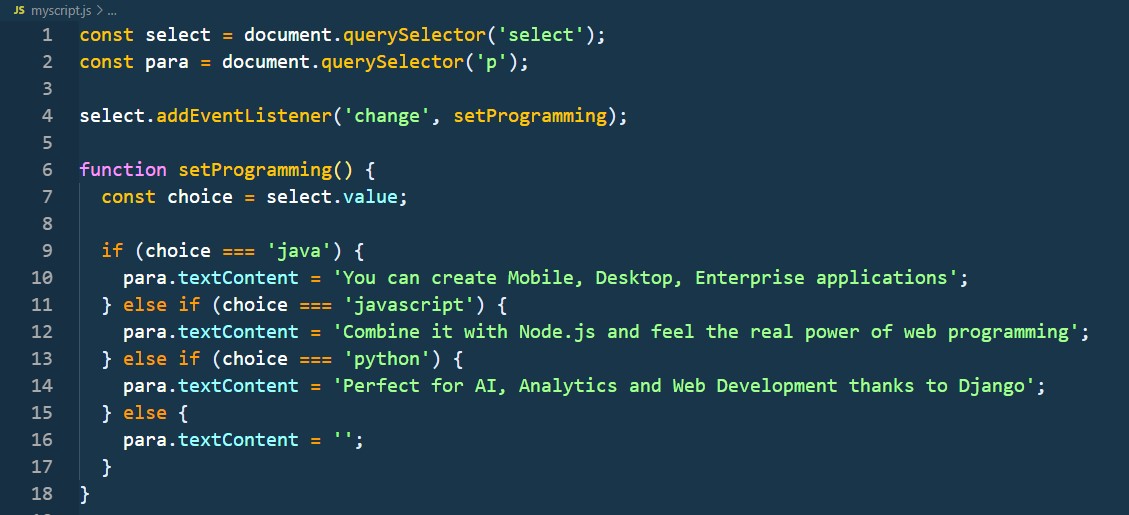 JS myscript.js > ...
1 const select = document.querySelector('select');
2 const para = document.querySelector('p');
3
4 select.addEventListener('change', setProgramming);
5
6 function setProgramming() {
7   const choice = select.value;
8
9   if (choice === 'java') {
10     para.textContent = 'You can create Mobile, Desktop, Enterprise applications';
11   } else if (choice === 'javascript') {
12     para.textContent = 'Combine it with Node.js and feel the real power of web programming';
13   } else if (choice === 'python') {
14     para.textContent = 'Perfect for AI, Analytics and Web Development thanks to Django';
15   } else {
16     para.textContent = '';
17   }
18 }